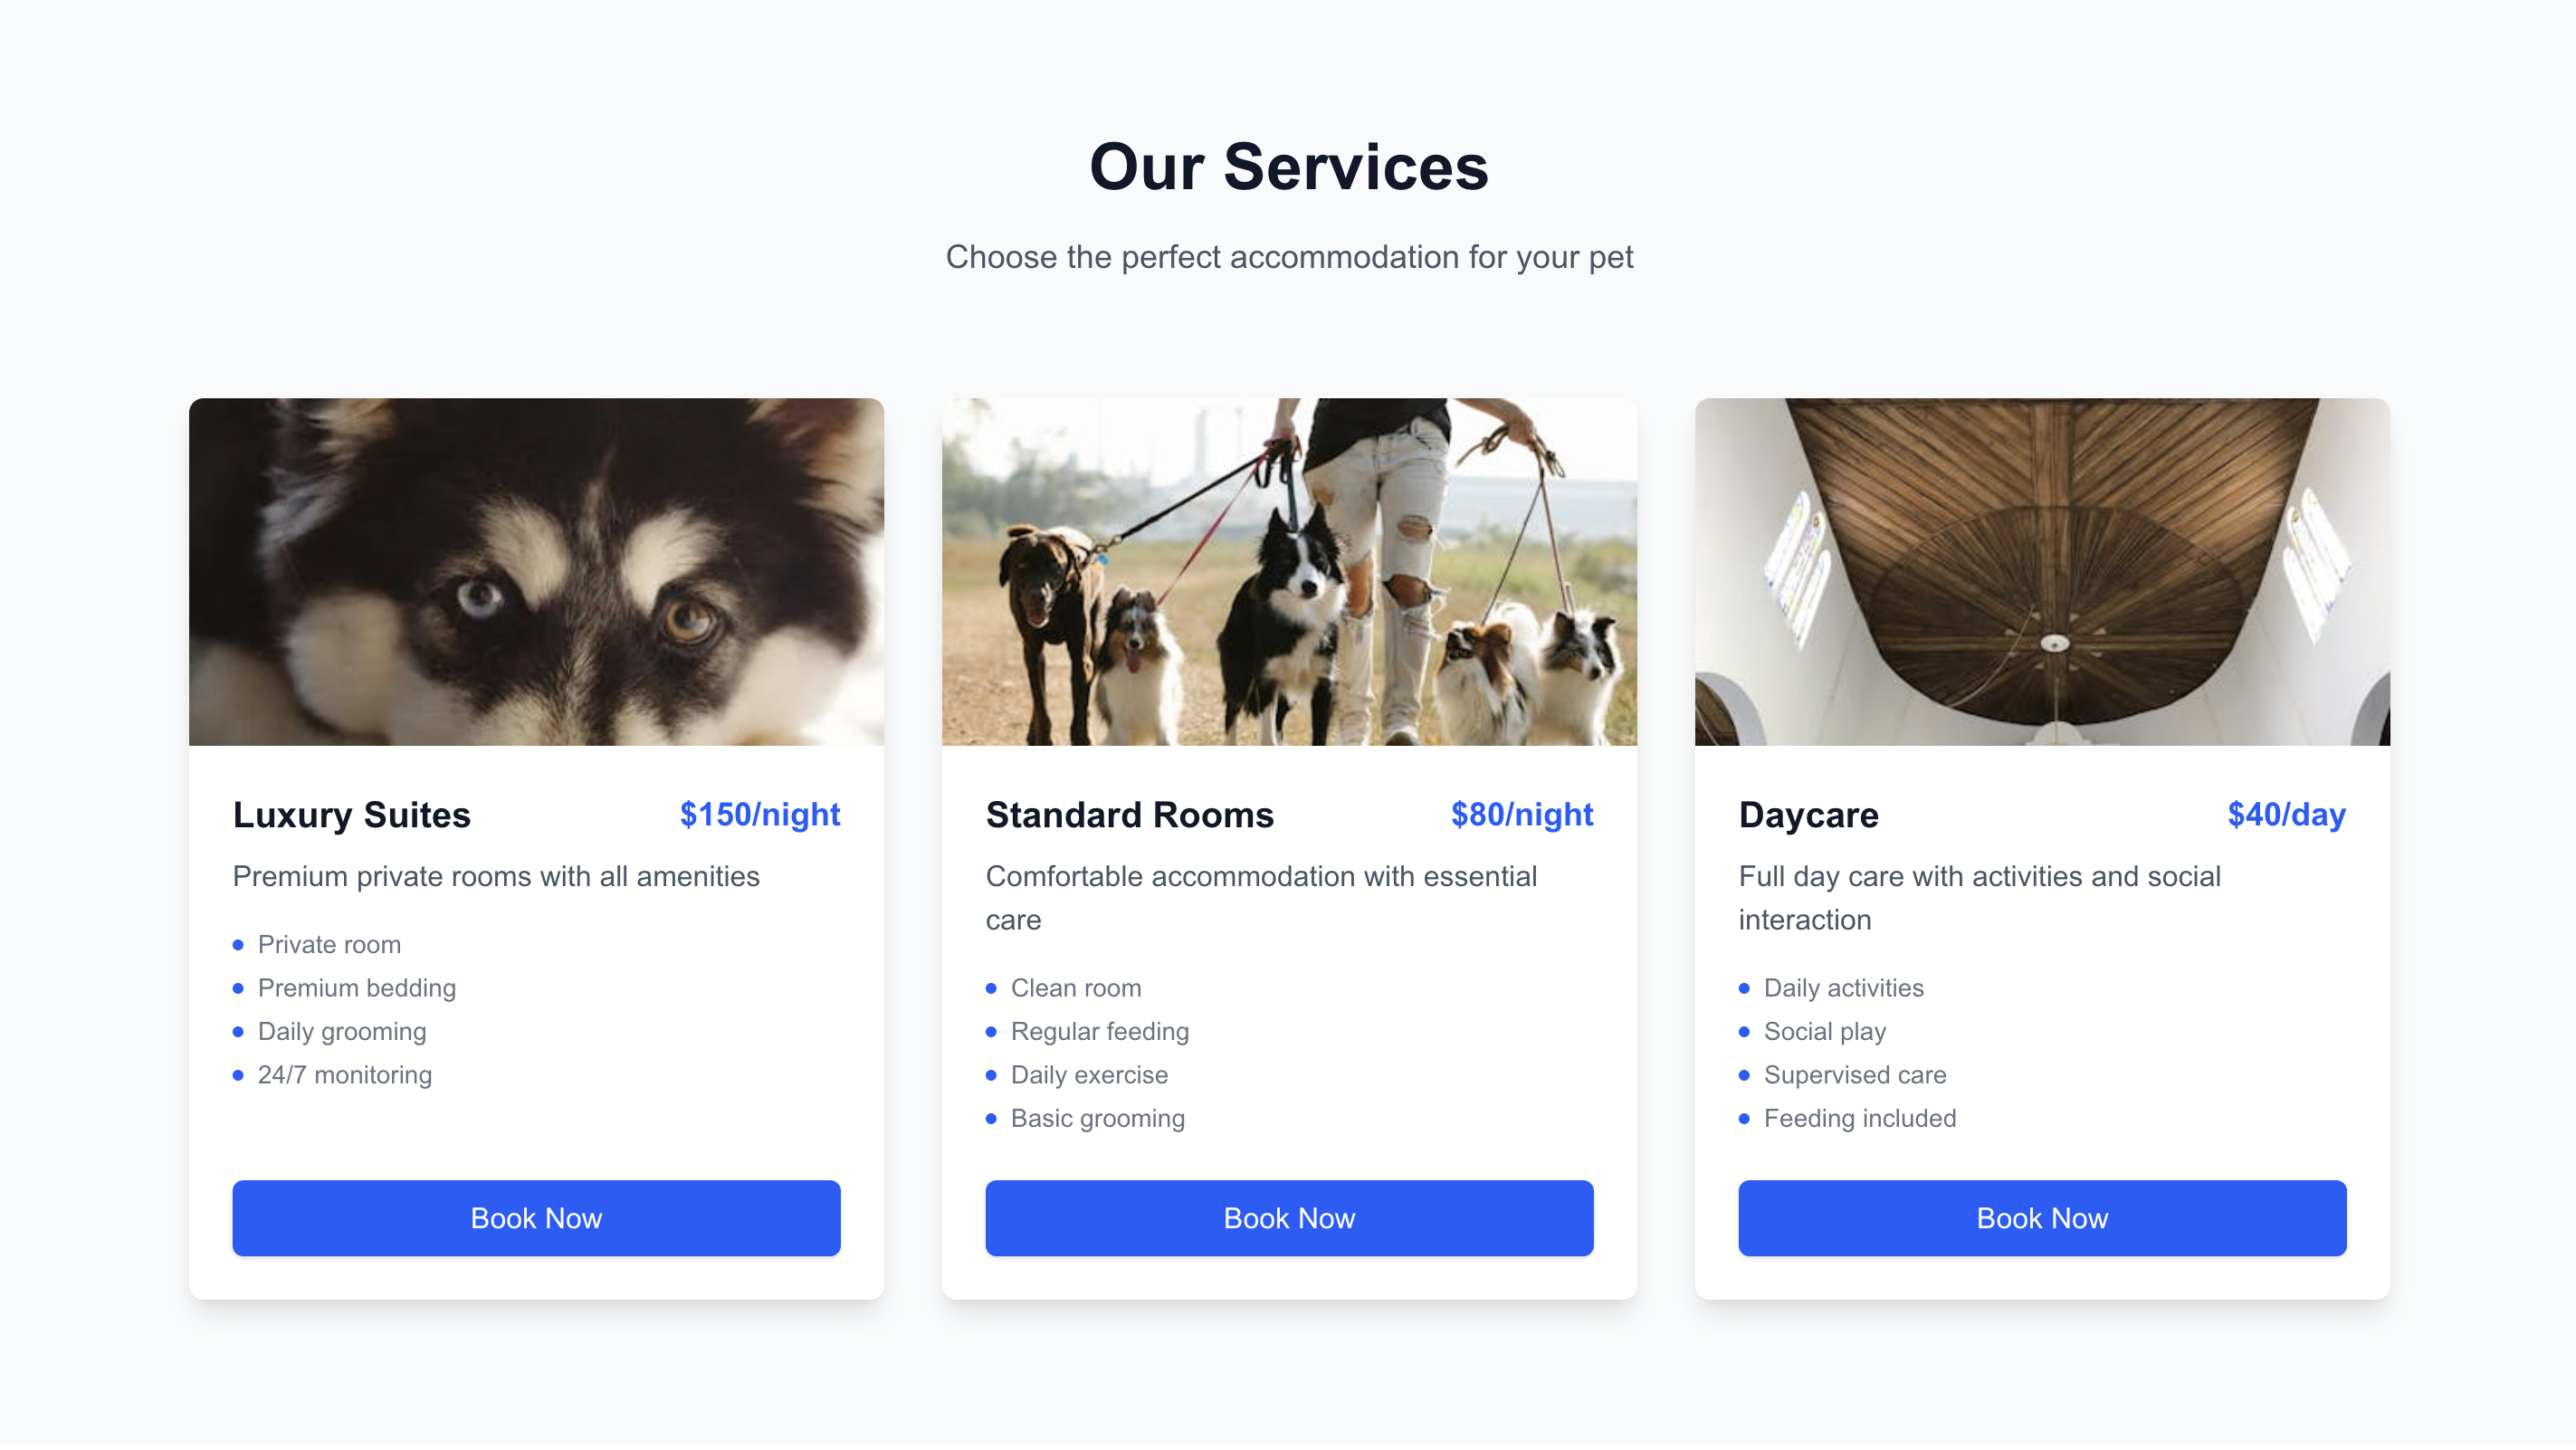 Our Services
Choose the perfect accommodation for your pet
Luxury Suites
$150/night
Premium private rooms with all amenities
Private room
Premium bedding
Daily grooming
24/7 monitoring
Book Now
Standard Rooms
$80/night
Comfortable accommodation with essential
care
Clean room
Regular feeding
Daily exercise
Basic grooming
Book Now
Daycare
$40/day
Full day care with activities and social
interaction
Daily activities
Social play
Supervised care
Feeding included
Book Now